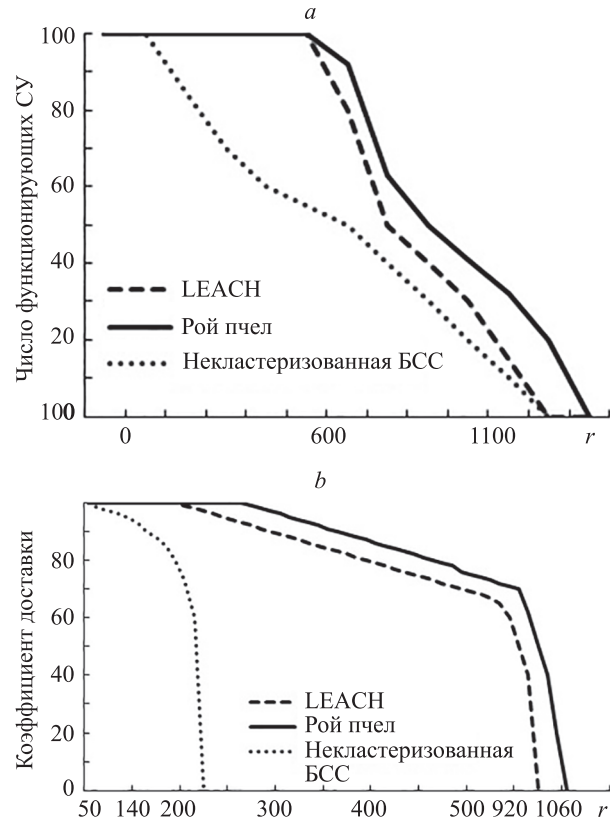 a
Число функционирующих СУ
100
80
60
40
20
100 0
LEACH
Рой пчел
Некластеризованная БСС
0 600 1100 r
b
Коэффициент доставки
80
60
40
20
0
LEACH
Рой пчел
Некластеризованная
БСС
50 140 200 300 400 500 920 1060 r